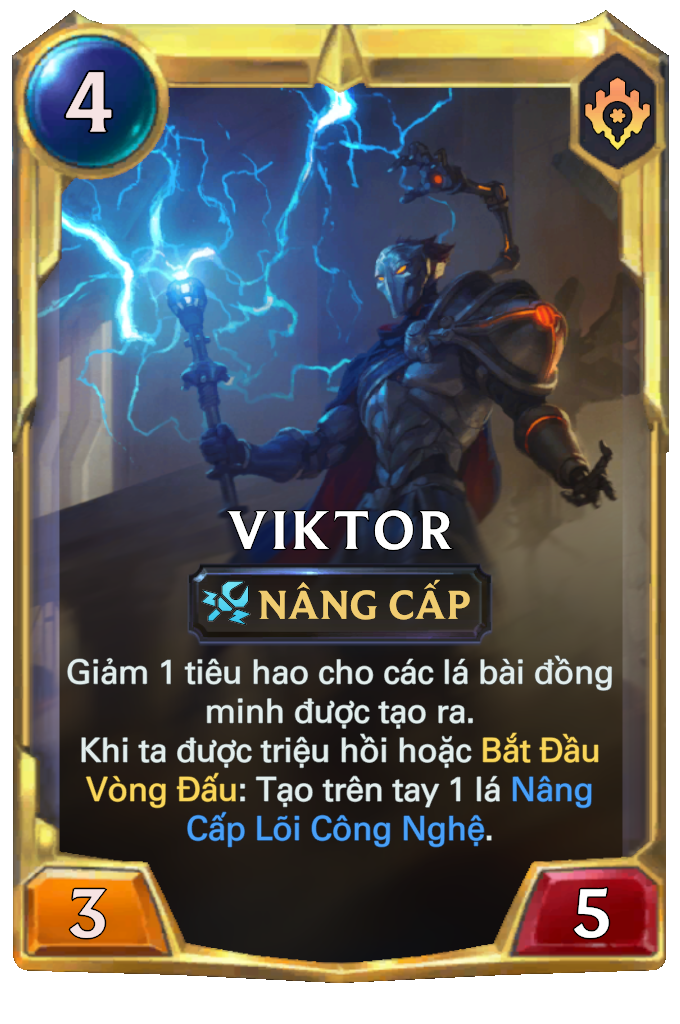 4
VIKTOR
NÂNG CẤP
Giảm 1 tiêu hao cho các lá bài đồng
minh được tạo ra.
Khi ta được triệu hồi hoặc Bắt Đầu
Vòng Đấu: Tạo trên tay 1 lá Nâng
Cấp Lõi Công Nghệ.
3
5